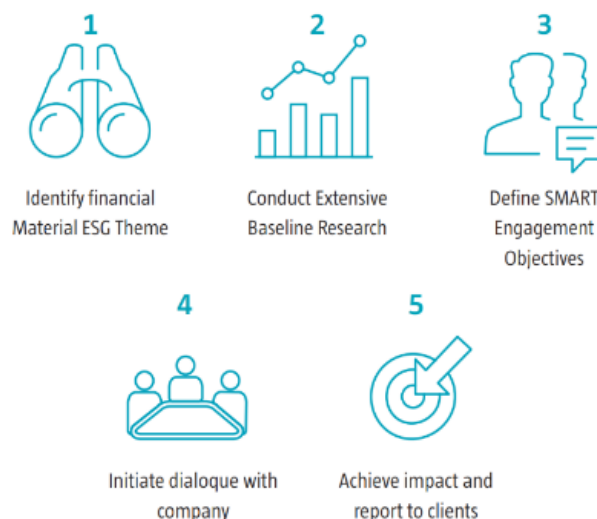 1
Identify financial
Material ESG Theme
2
Conduct Extensive
Baseline Research
3
Define SMART
Engagement
Objectives
4
Initiate dialoque with
company
5
Achieve impact and
report to clients